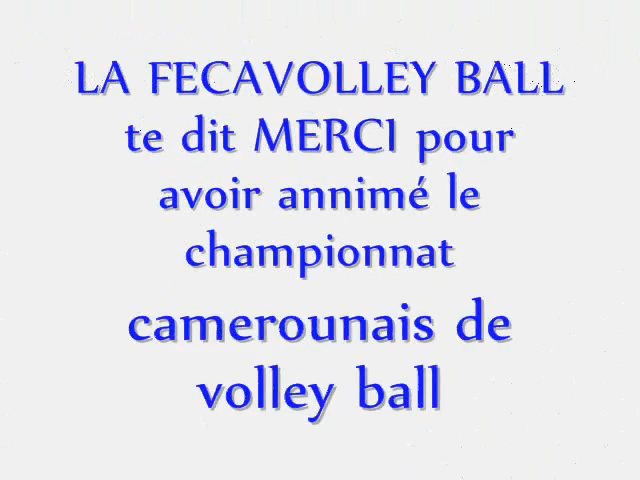 LA FECAVOLLEY BALL
te dit MERCI pour
avoir annimé le
championnat
camerounais de
volley ball